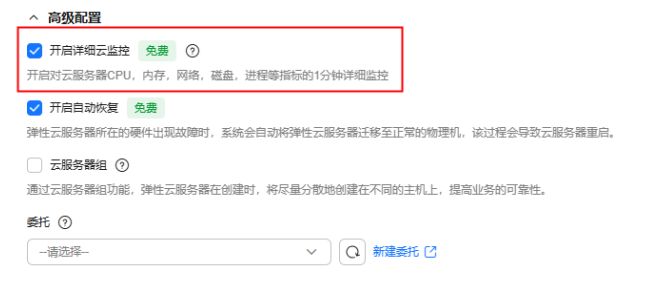 高级配置
开启详细云监控 免费
开启对云服务器CPU，内存，网络，磁盘，进程等指标的1分钟详细监控
开启自动恢复 免费
弹性云服务器所在的硬件出现故障时，系统会自动将弹性云服务器迁移至正常的物理机，该过程会导致云服务器重启。
云服务器组
通过云服务器组功能，弹性云服务器在创建时，将尽量分散地创建在不同的主机上，提高业务的可靠性。
委托
--请选择-- 新建委托